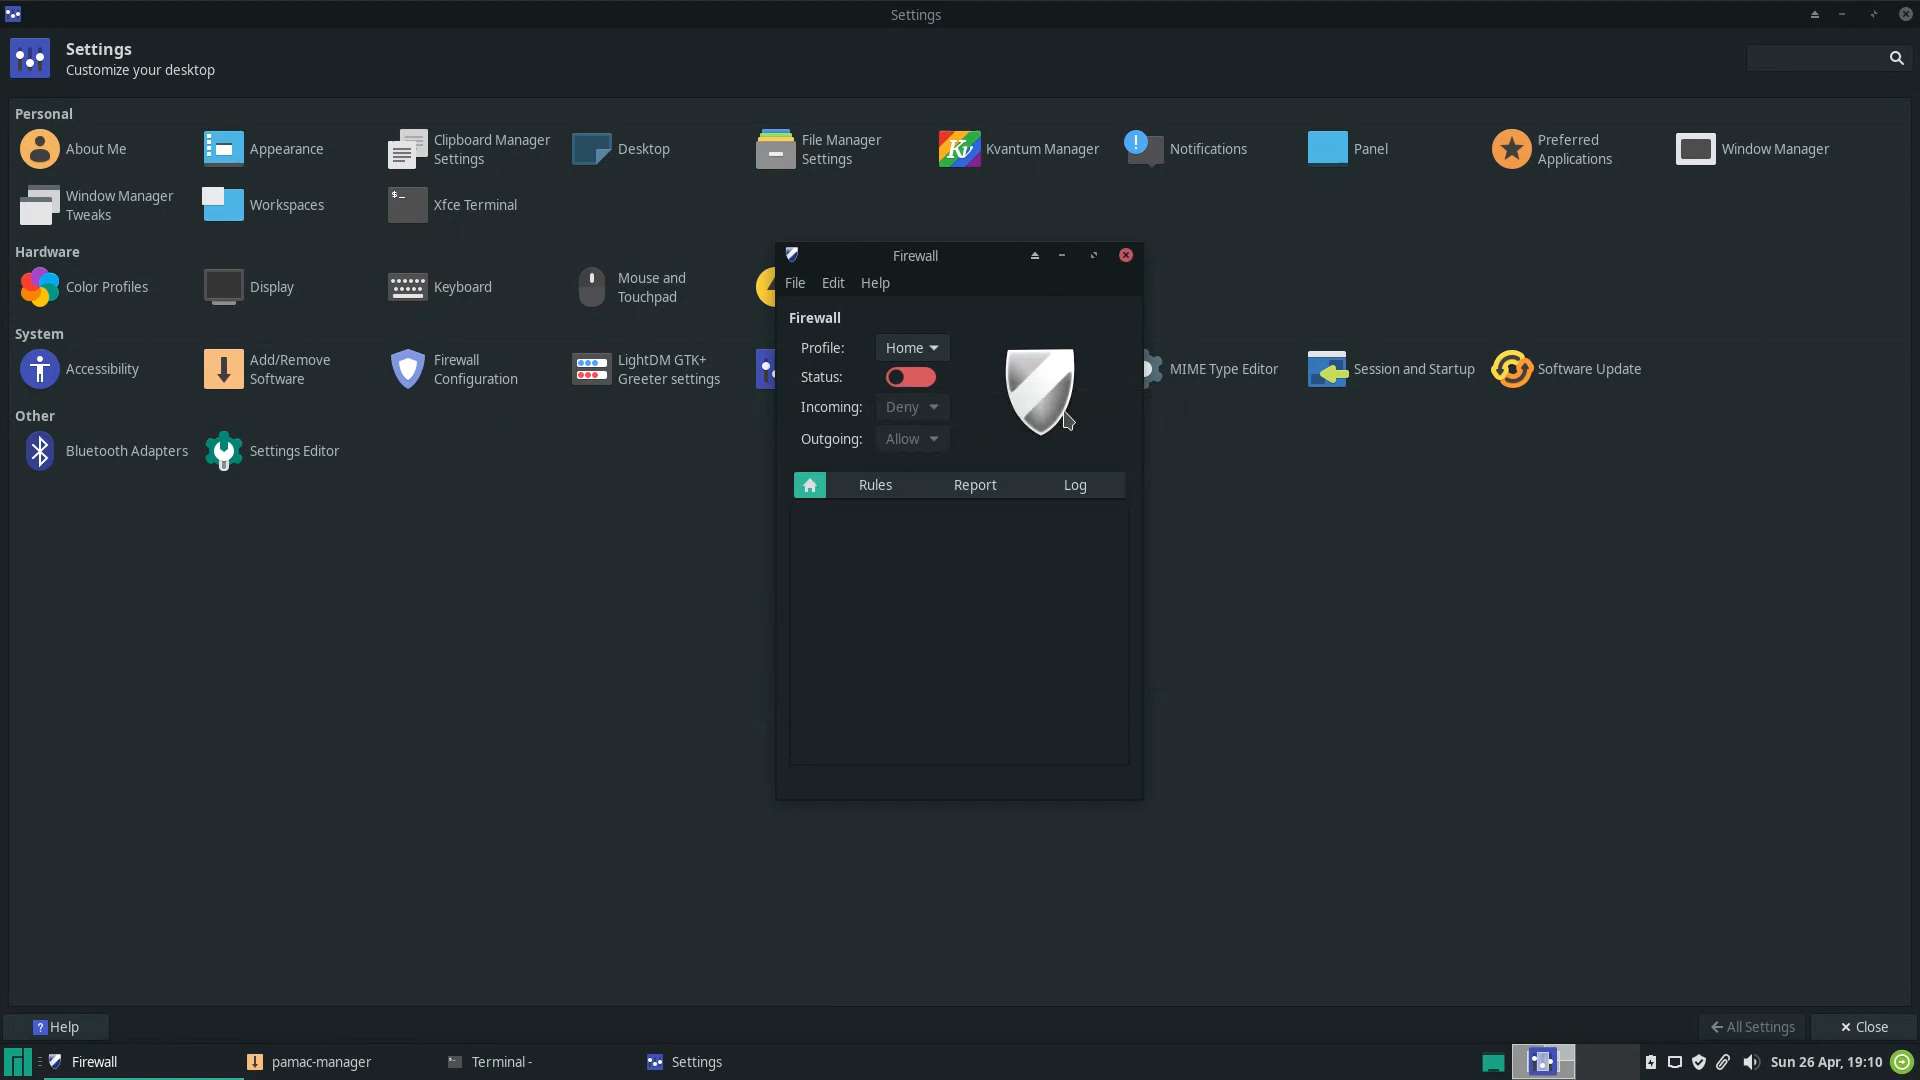 Settings
Settings
Customize your desktop
Personal
About Me
Appearance
Clipboard Manager
Settings
Desktop
File Manager
Settings
Kv
Kvantum Manager
!
Notifications
Panel
Preferred
Applications
Window Manager
Window Manager
Tweaks
Workspaces
$_
Xfce Terminal
Hardware
Color Profiles
Display
Keyboard
Mouse and
Touchpad
System
Accessibility
Add/Remove
Software
Firewall
Configuration
LightDM GTK+
Greeter settings
MIME Type Editor
Session and Startup
Software Update
Other
Bluetooth Adapters
Settings Editor
Firewall
File Edit Help
Firewall
Profile: Home
Status:
Incoming: Deny
Outgoing: Allow
Rules Report Log
? Help
All Settings
Close
Firewall
pamac-manager
Terminal -
Settings
Sun 26 Apr, 19:10